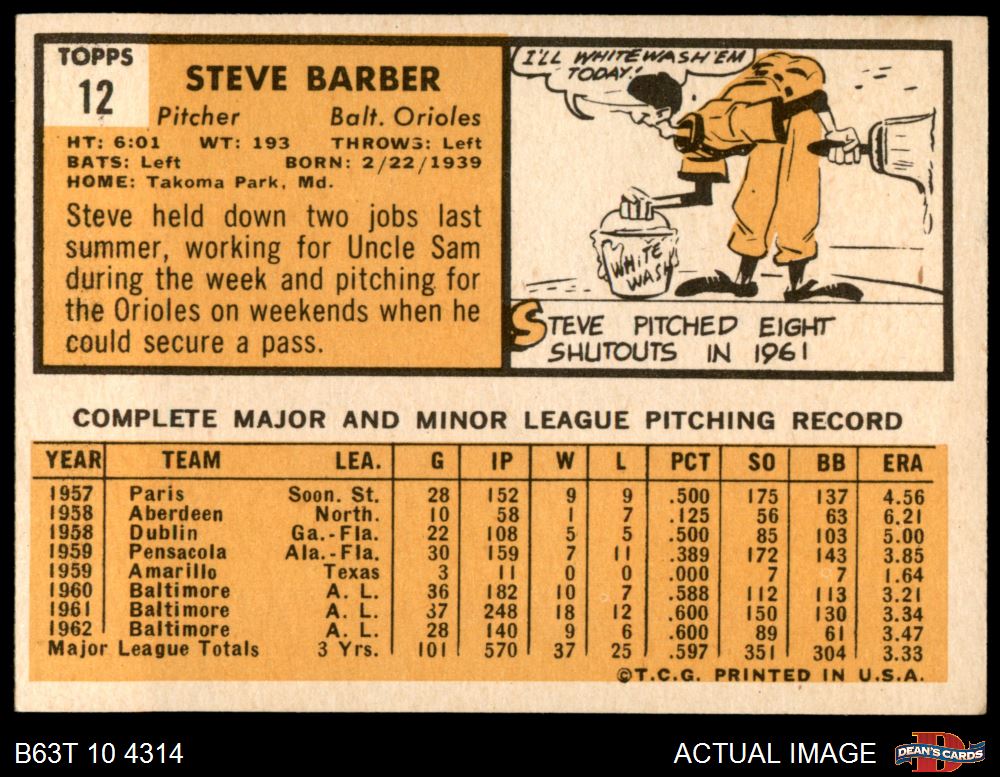 TOPPS
12
STEVE BARBER
Pitcher Balt. Orioles
HT: 6:01 WT: 193 THROWS: Left
BATS: Left BORN: 2/22/1939
HOME: Takoma Park, Md.
Steve held down two jobs last
summer, working for Uncle Sam
during the week and pitching for
the Orioles on weekends when he
could secure a pass.
I'LL WHITEWASH 'EM
TODAY!
WHITE
WASH
STEVE PITCHED EIGHT
SHUTOUTS IN 1961
COMPLETE MAJOR AND MINOR LEAGUE PITCHING RECORD
YEAR TEAM LEA. G IP W L PCT SO BB ERA
1957 Paris Soon. St. 28 152 9 9 .500 175 137 4.56
1958 Aberdeen North. 10 58 1 7 .125 56 63 6.21
1958 Dublin Ga.-Fla. 22 108 5 5 .500 85 103 5.00
1959 Pensacola Ala.-Fla. 30 159 7 11 .389 172 143 3.85
1959 Amarillo Texas 3 11 0 0 .000 7 7 1.64
1960 Baltimore A. L. 36 182 10 7 .588 112 113 3.21
1961 Baltimore A. L. 37 248 18 12 .600 150 130 3.34
1962 Baltimore A. L. 28 140 9 6 .600 89 61 3.47
Major League Totals 3 Yrs. 101 570 37 25 .597 351 304 3.33
©T.C.G. PRINTED IN U.S.A.
B63T 10 4314 ACTUAL IMAGE DEAN'S CARDS